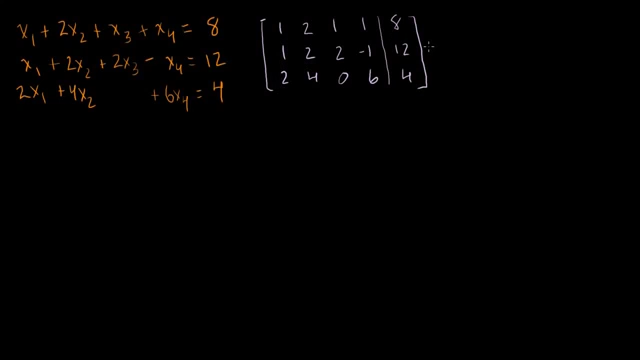 x₁ + 2x₂ + x₃ + x₄ = 8
x₁ + 2x₂ + 2x₃ − x₄ = 12
2x₁ + 4x₂ + 6x₄ = 4
1 2 1 1 | 8
1 2 2 -1 | 12
2 4 0 6 | 4